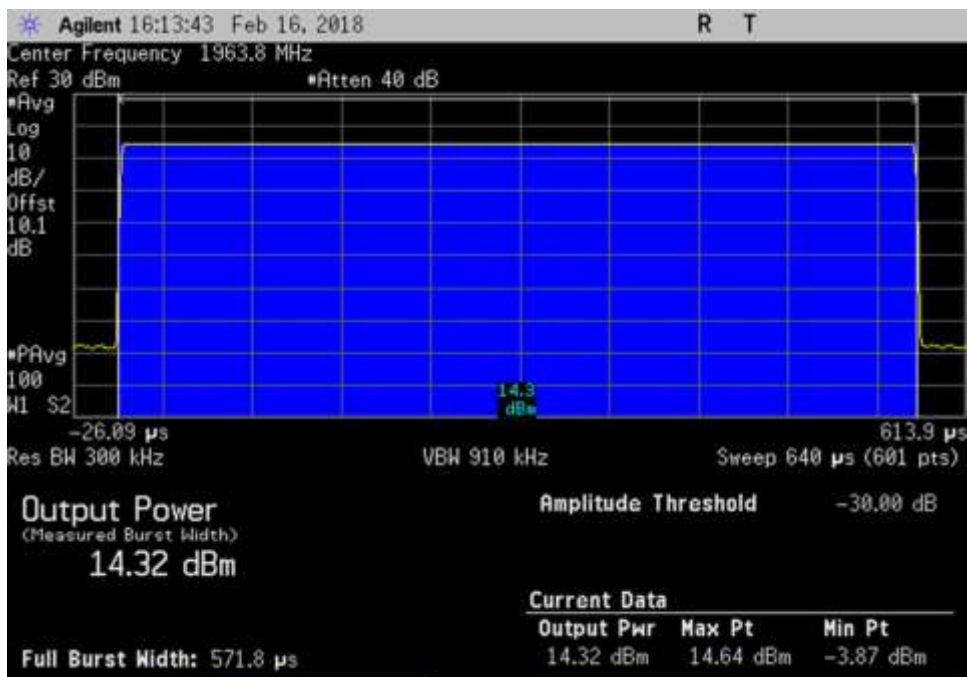 Agilent 16:13:43 Feb 16, 2018 R T
Center Frequency 1963.8 MHz
Ref 30 dBm *Atten 40 dB
*Avg
Log
10
dB/
Offst
10.1
dB
*PAvg
100
W1 S2
14.3
dBm
-26.09 µs 613.9 µs
Res BW 300 kHz VBW 910 kHz Sweep 640 µs (601 pts)
Output Power
(Measured Burst Width)
14.32 dBm
Amplitude Threshold -30.00 dB
Current Data
Output Pwr Max Pt Min Pt
14.32 dBm 14.64 dBm -3.87 dBm
Full Burst Width: 571.8 µs